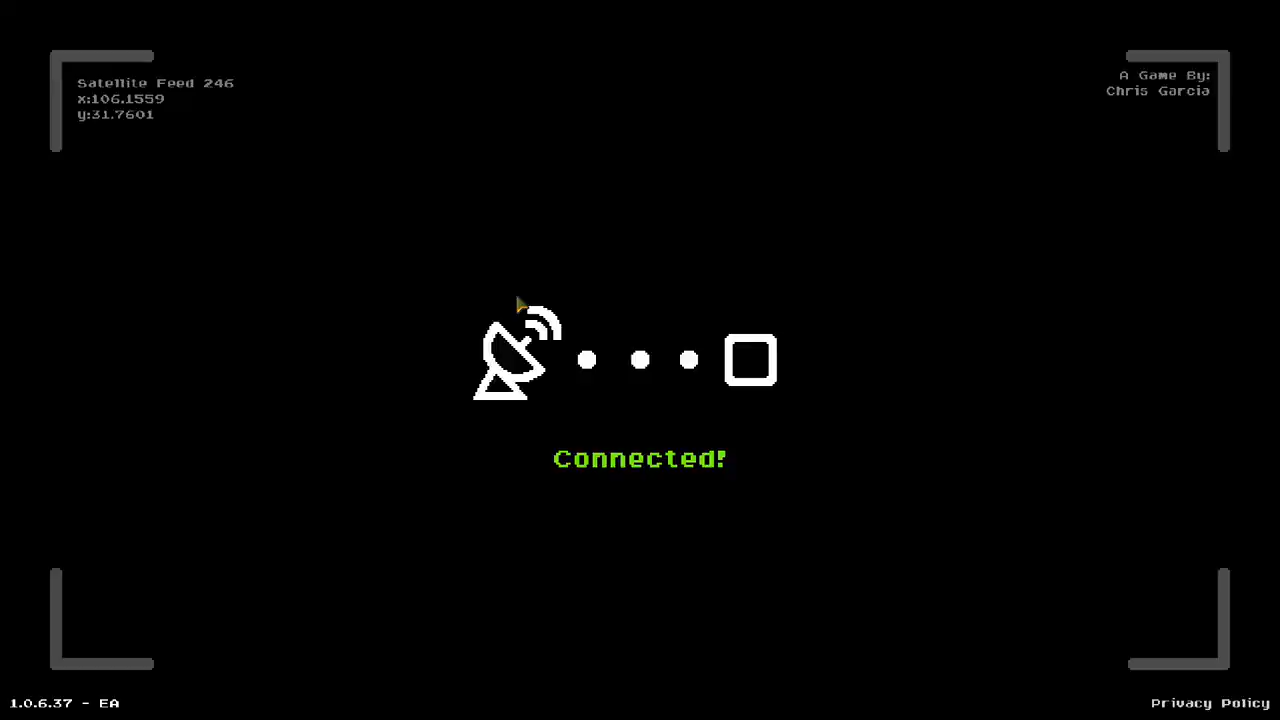 Satellite Feed 246
x:106.1559
y:31.7601
A Game By:
Chris Garcia
Connected!
1.0.6.37 - EA
Privacy Policy